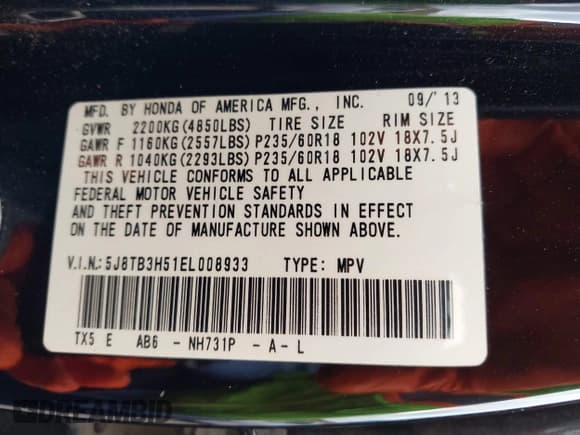 MFD. BY HONDA OF AMERICA MFG., INC. 09/'13
GVWR 2200KG(4850LBS) TIRE SIZE RIM SIZE
GAWR F 1160KG(2557LBS) P235/60R18 102V 18X7.5J
GAWR R 1040KG(2293LBS) P235/60R18 102V 18X7.5J
THIS VEHICLE CONFORMS TO ALL APPLICABLE
FEDERAL MOTOR VEHICLE SAFETY
AND THEFT PREVENTION STANDARDS IN EFFECT
ON THE DATE OF MANUFACTURE SHOWN ABOVE.
V.I.N.: 5J8TB3H51EL008933 TYPE: MPV
TX5 E AB6 - NH731P - A - L
DREAMBID